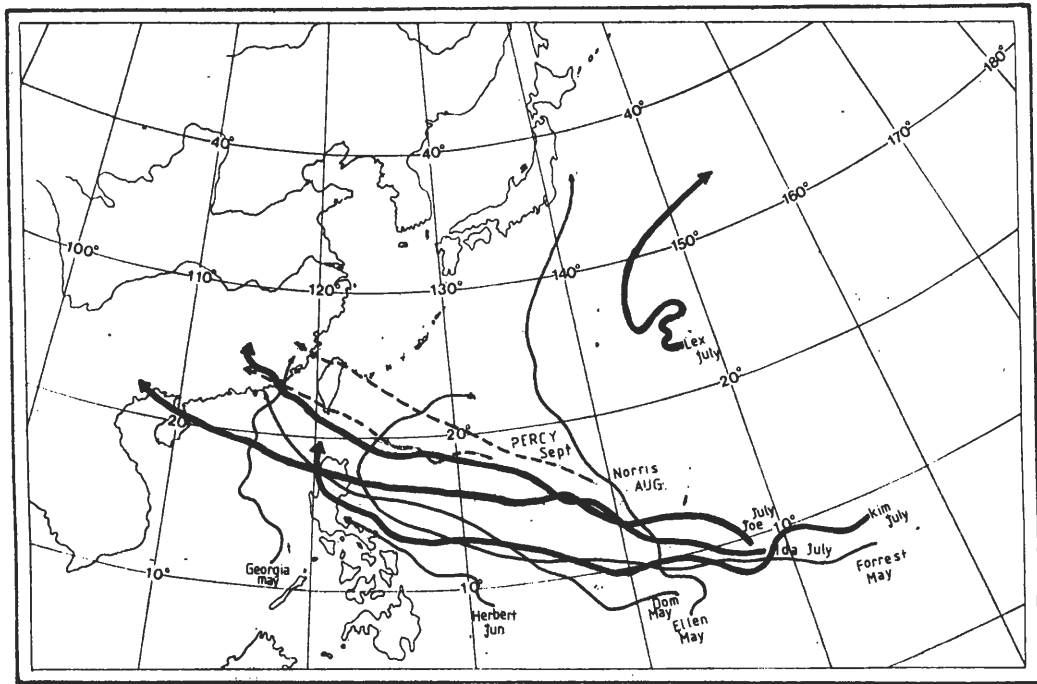 180°
170°
160°
150°
140°
130°
120°
110°
100°
40°
40°
40°
30°
20°
20°
20°
10°
10°
10°
Lex
July
PERCY
Sept
Norris
AUG.
July
Joe
Kim
July
Ida July
Forrest
May
Georgia
may
Herbert
Jun
Dom
May
Ellen
May